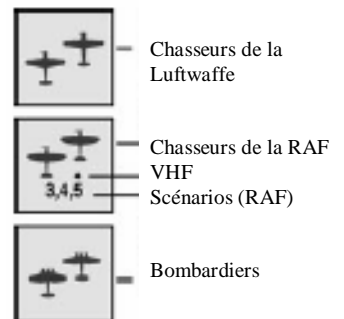 Chasseurs de la
Luftwaffe
Chasseurs de la RAF
VHF
3,4,5
Scénarios (RAF)
Bombardiers